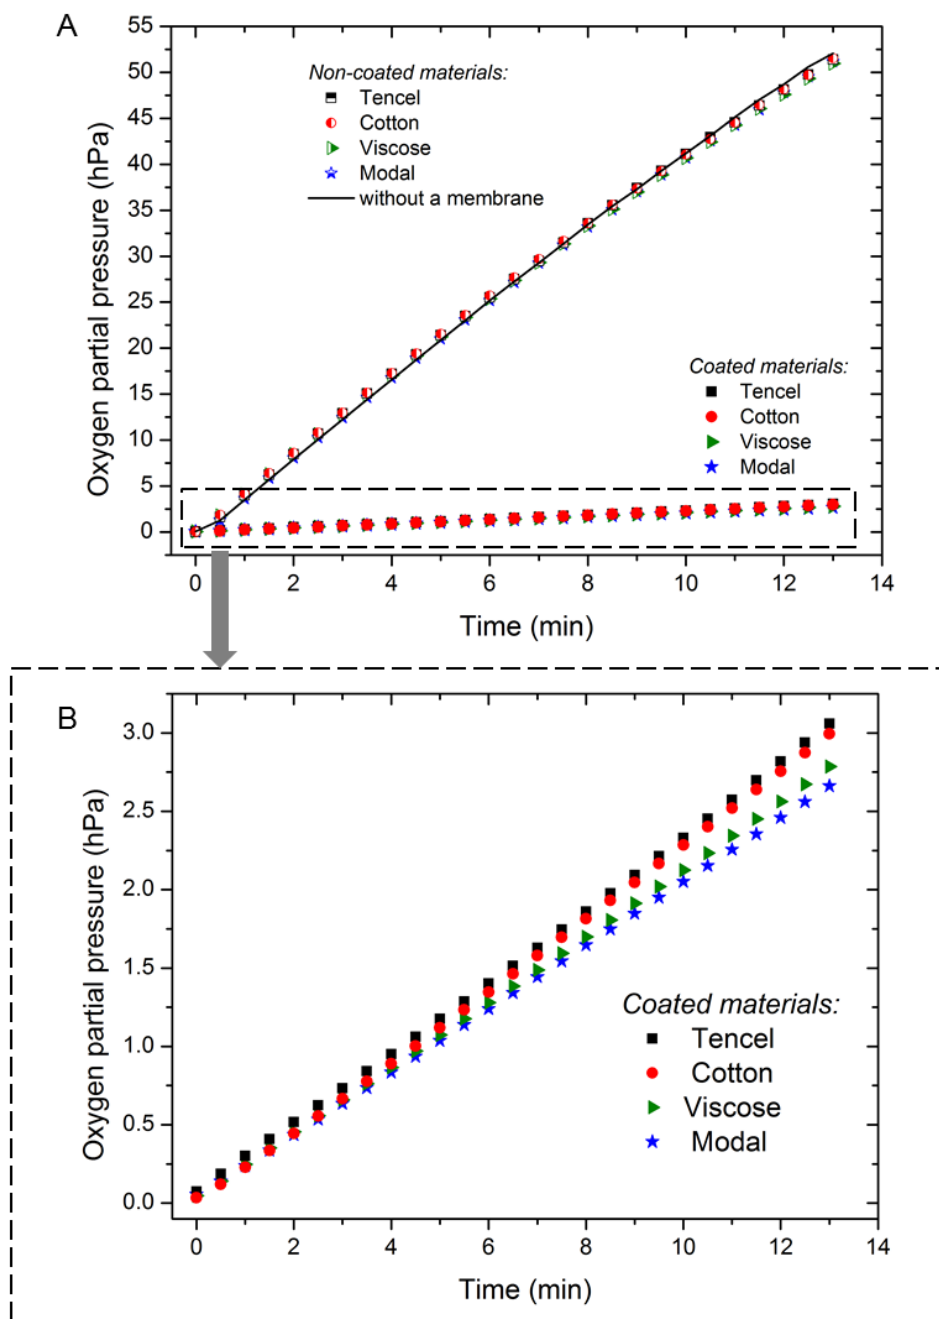 A
Oxygen partial pressure (hPa)
55
50
45
40
35
30
25
20
15
10
5
0
Non-coated materials:
Tencel
Cotton
Viscose
Modal
without a membrane
Coated materials:
Tencel
Cotton
Viscose
Modal
0 2 4 6 8 10 12 14
Time (min)
B
Oxygen partial pressure (hPa)
3.0
2.5
2.0
1.5
1.0
0.5
0.0
Coated materials:
Tencel
Cotton
Viscose
Modal
0 2 4 6 8 10 12 14
Time (min)